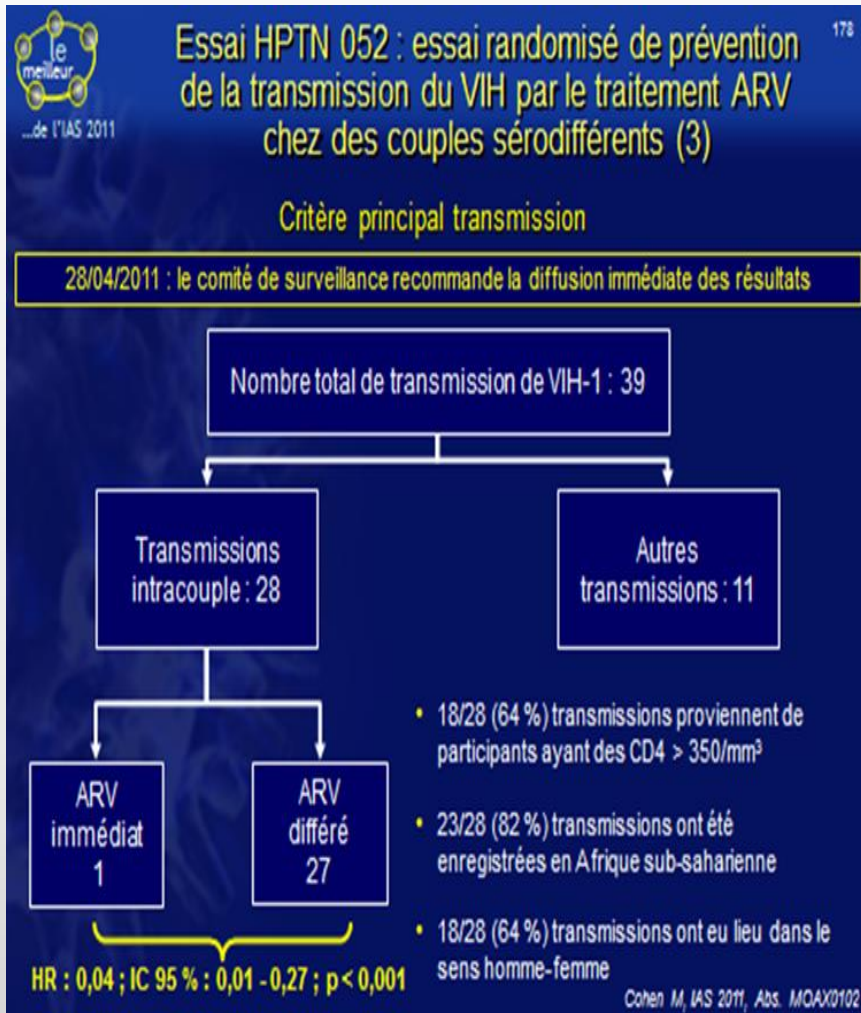 le
meilleur
...de l'IAS 2011
178
Essai HPTN 052 : essai randomisé de prévention
de la transmission du VIH par le traitement ARV
chez des couples sérodifférents (3)
Critère principal transmission
28/04/2011 : le comité de surveillance recommande la diffusion immédiate des résultats
Nombre total de transmission de VIH-1 : 39
Transmissions
intracouple : 28
Autres
transmissions : 11
ARV
immédiat
1
ARV
différé
27
HR : 0,04 ; IC 95 % : 0,01 - 0,27 ; p < 0,001
• 18/28 (64 %) transmissions proviennent de
participants ayant des CD4 > 350/mm³
• 23/28 (82 %) transmissions ont été
enregistrées en Afrique sub-saharienne
• 18/28 (64 %) transmissions ont eu lieu dans le
sens homme-femme
Cohen M, IAS 2011, Abs. MOAX0102